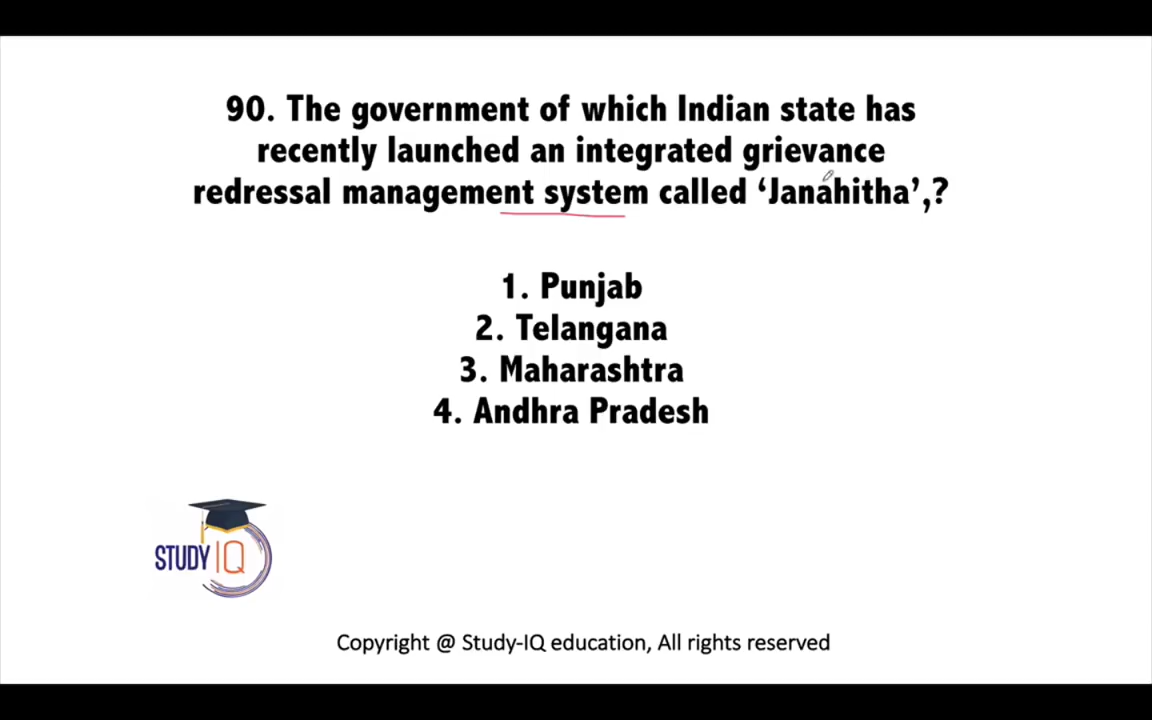 90. The government of which Indian state has
recently launched an integrated grievance
redressal management system called ‘Janahitha’,?
1. Punjab
2. Telangana
3. Maharashtra
4. Andhra Pradesh
STUDY IQ
Copyright @ Study-IQ education, All rights reserved